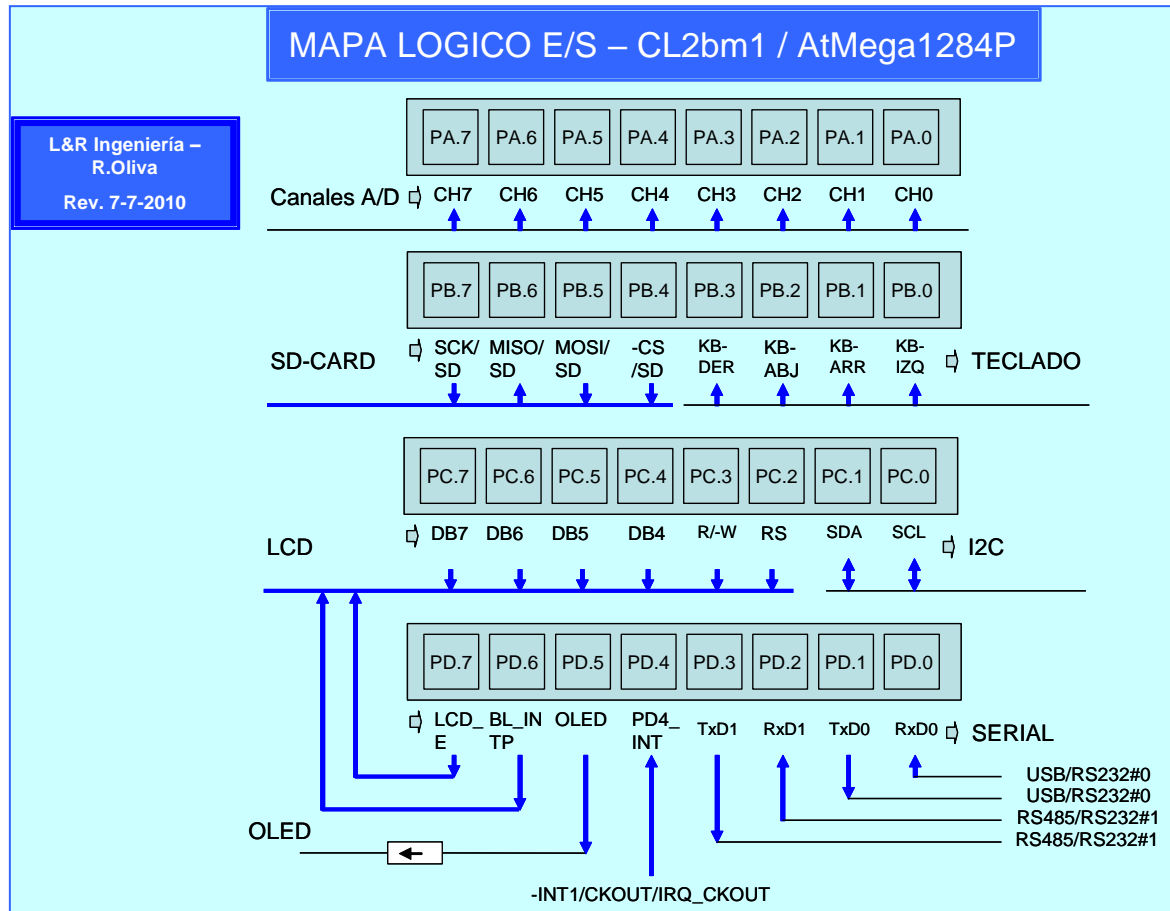 MAPA LOGICO E/S – CL2bm1 / AtMega1284P
L&R Ingeniería –
R.Oliva
Rev. 7-7-2010
PA.7 PA.6 PA.5 PA.4 PA.3 PA.2 PA.1 PA.0
Canales A/D CH7 CH6 CH5 CH4 CH3 CH2 CH1 CH0
PB.7 PB.6 PB.5 PB.4 PB.3 PB.2 PB.1 PB.0
SD-CARD
SCK/
SD
MISO/
SD
MOSI/
SD
-CS
/SD
KB-
DER
KB-
ABJ
KB-
ARR
KB-
IZQ
TECLADO
PC.7 PC.6 PC.5 PC.4 PC.3 PC.2 PC.1 PC.0
LCD
DB7 DB6 DB5 DB4 R/-W RS SDA SCL
I2C
PD.7 PD.6 PD.5 PD.4 PD.3 PD.2 PD.1 PD.0
LCD_
E
BL_IN
TP
OLED
PD4_
INT
TxD1 RxD1 TxD0 RxD0
SERIAL
USB/RS232#0
USB/RS232#0
RS485/RS232#1
RS485/RS232#1
OLED
-INT1/CKOUT/IRQ_CKOUT